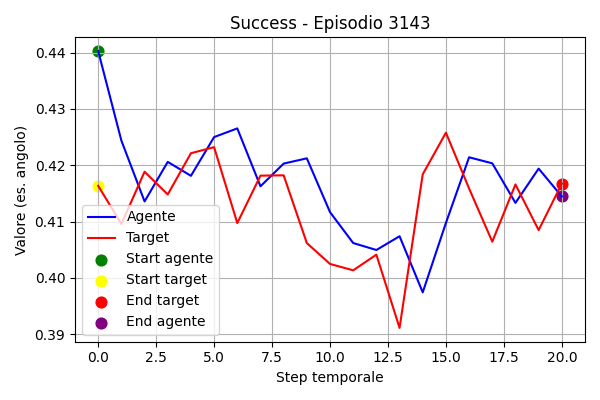 Success - Episodio 3143
Valore (es. angolo)
0.44
0.43
0.42
0.41
0.40
0.39
Agente
Target
Start agente
Start target
End target
End agente
0.0 2.5 5.0 7.5 10.0 12.5 15.0 17.5 20.0
Step temporale